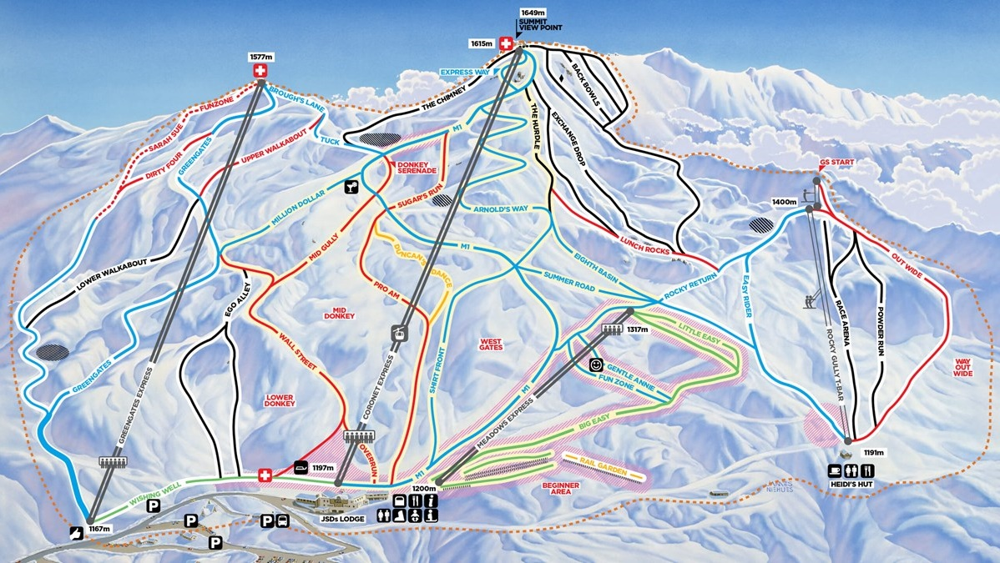 1649m
SUMMIT
VIEW POINT
1615m
1577m
EXPRESS WAY
BACK BOWLS
THE CHIMNEY
BROUGH'S LANE
FUNZONE
SARAH SUE
DIRTY FOUR
GREENGATES
UPPER WALKABOUT
TUCK
M1
THE HURDLE
EXCHANGE DROP
DONKEY
SERENADE
SUGAR'S RUN
GS START
1400m
MILLION DOLLAR
ARNOLD'S WAY
MID GULLY
M1
DUNCAN'S DANCE
LUNCH ROCKS
EIGHTH BASIN
SUMMER ROAD
ROCKY RETURN
OUT WIDE
LOWER WALKABOUT
EGO ALLEY
PRO AM
EASY RIDER
MID
DONKEY
RACE ARENA
POWDER RUN
ROCKY GULLY T-BAR
1317m
LITTLE EASY
WALL STREET
WEST
GATES
GREENGATES
SHIRT FRONT
GENTLE ANNIE
FUN ZONE
WAY
OUT
WIDE
LOWER
DONKEY
GREENGATES EXPRESS
CORONET EXPRESS
M1
MEADOWS EXPRESS
BIG EASY
OVERRUN
1197m
M1
1200m
RAIL GARDEN
BEGINNER
AREA
1191m
HEIDI'S HUT
WISHING WELL
P
P
P
P
JSDs LODGE
1167m